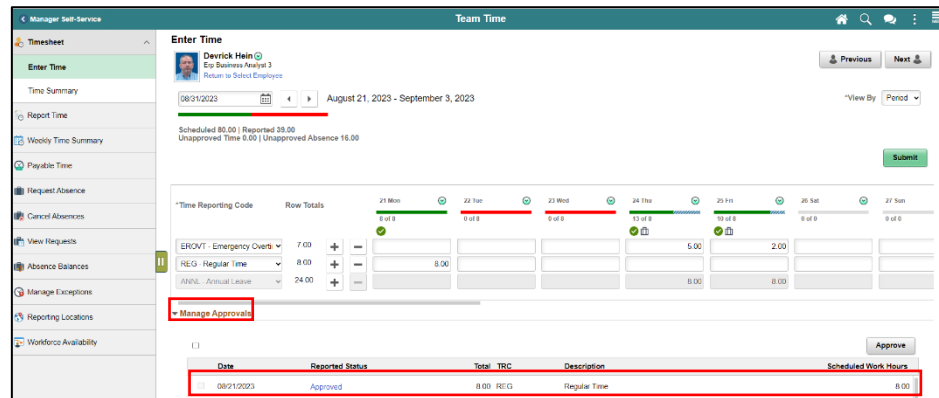 Manager Self-Service
Team Time
Timesheet
Enter Time
Time Summary
Report Time
Weekly Time Summary
Payable Time
Request Absence
Cancel Absences
View Requests
Absence Balances
Manage Exceptions
Reporting Locations
Workforce Availability
Enter Time
Devrick Hein
Erp Business Analyst 3
Return to Select Employee
Previous Next
08/31/2023 August 21, 2023 - September 3, 2023 *View By Period
Scheduled 80.00 | Reported 39.00
Unapproved Time 0.00 | Unapproved Absence 16.00
Submit
*Time Reporting Code Row Totals 21 Mon 22 Tue 23 Wed 24 Thu 25 Fri 26 Sat 27 Sun
8 of 8 0 of 8 0 of 8 13 of 8 10 of 8 0 of 0 0 of 0
EROVT - Emergency Overti 7.00 + − 5.00 2.00
REG - Regular Time 8.00 + − 8.00
ANNL - Annual Leave 24.00 + − 8.00 8.00
Manage Approvals
Approve
Date Reported Status Total TRC Description Scheduled Work Hours
08/21/2023 Approved 8.00 REG Regular Time 8.00